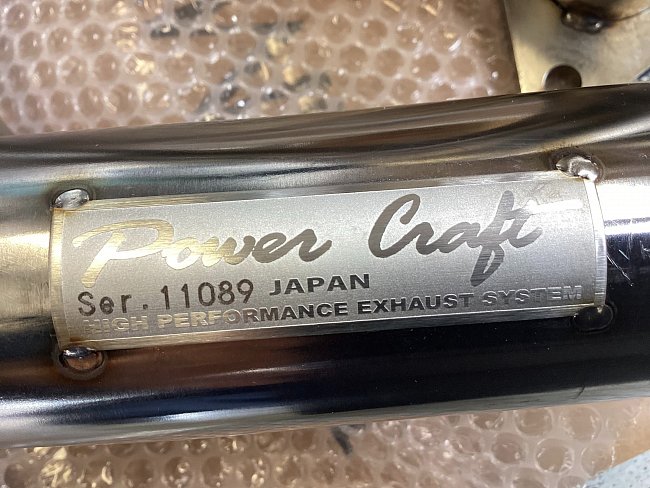 Power Craft
Ser. 11089 JAPAN
HIGH PERFORMANCE EXHAUST SYSTEM